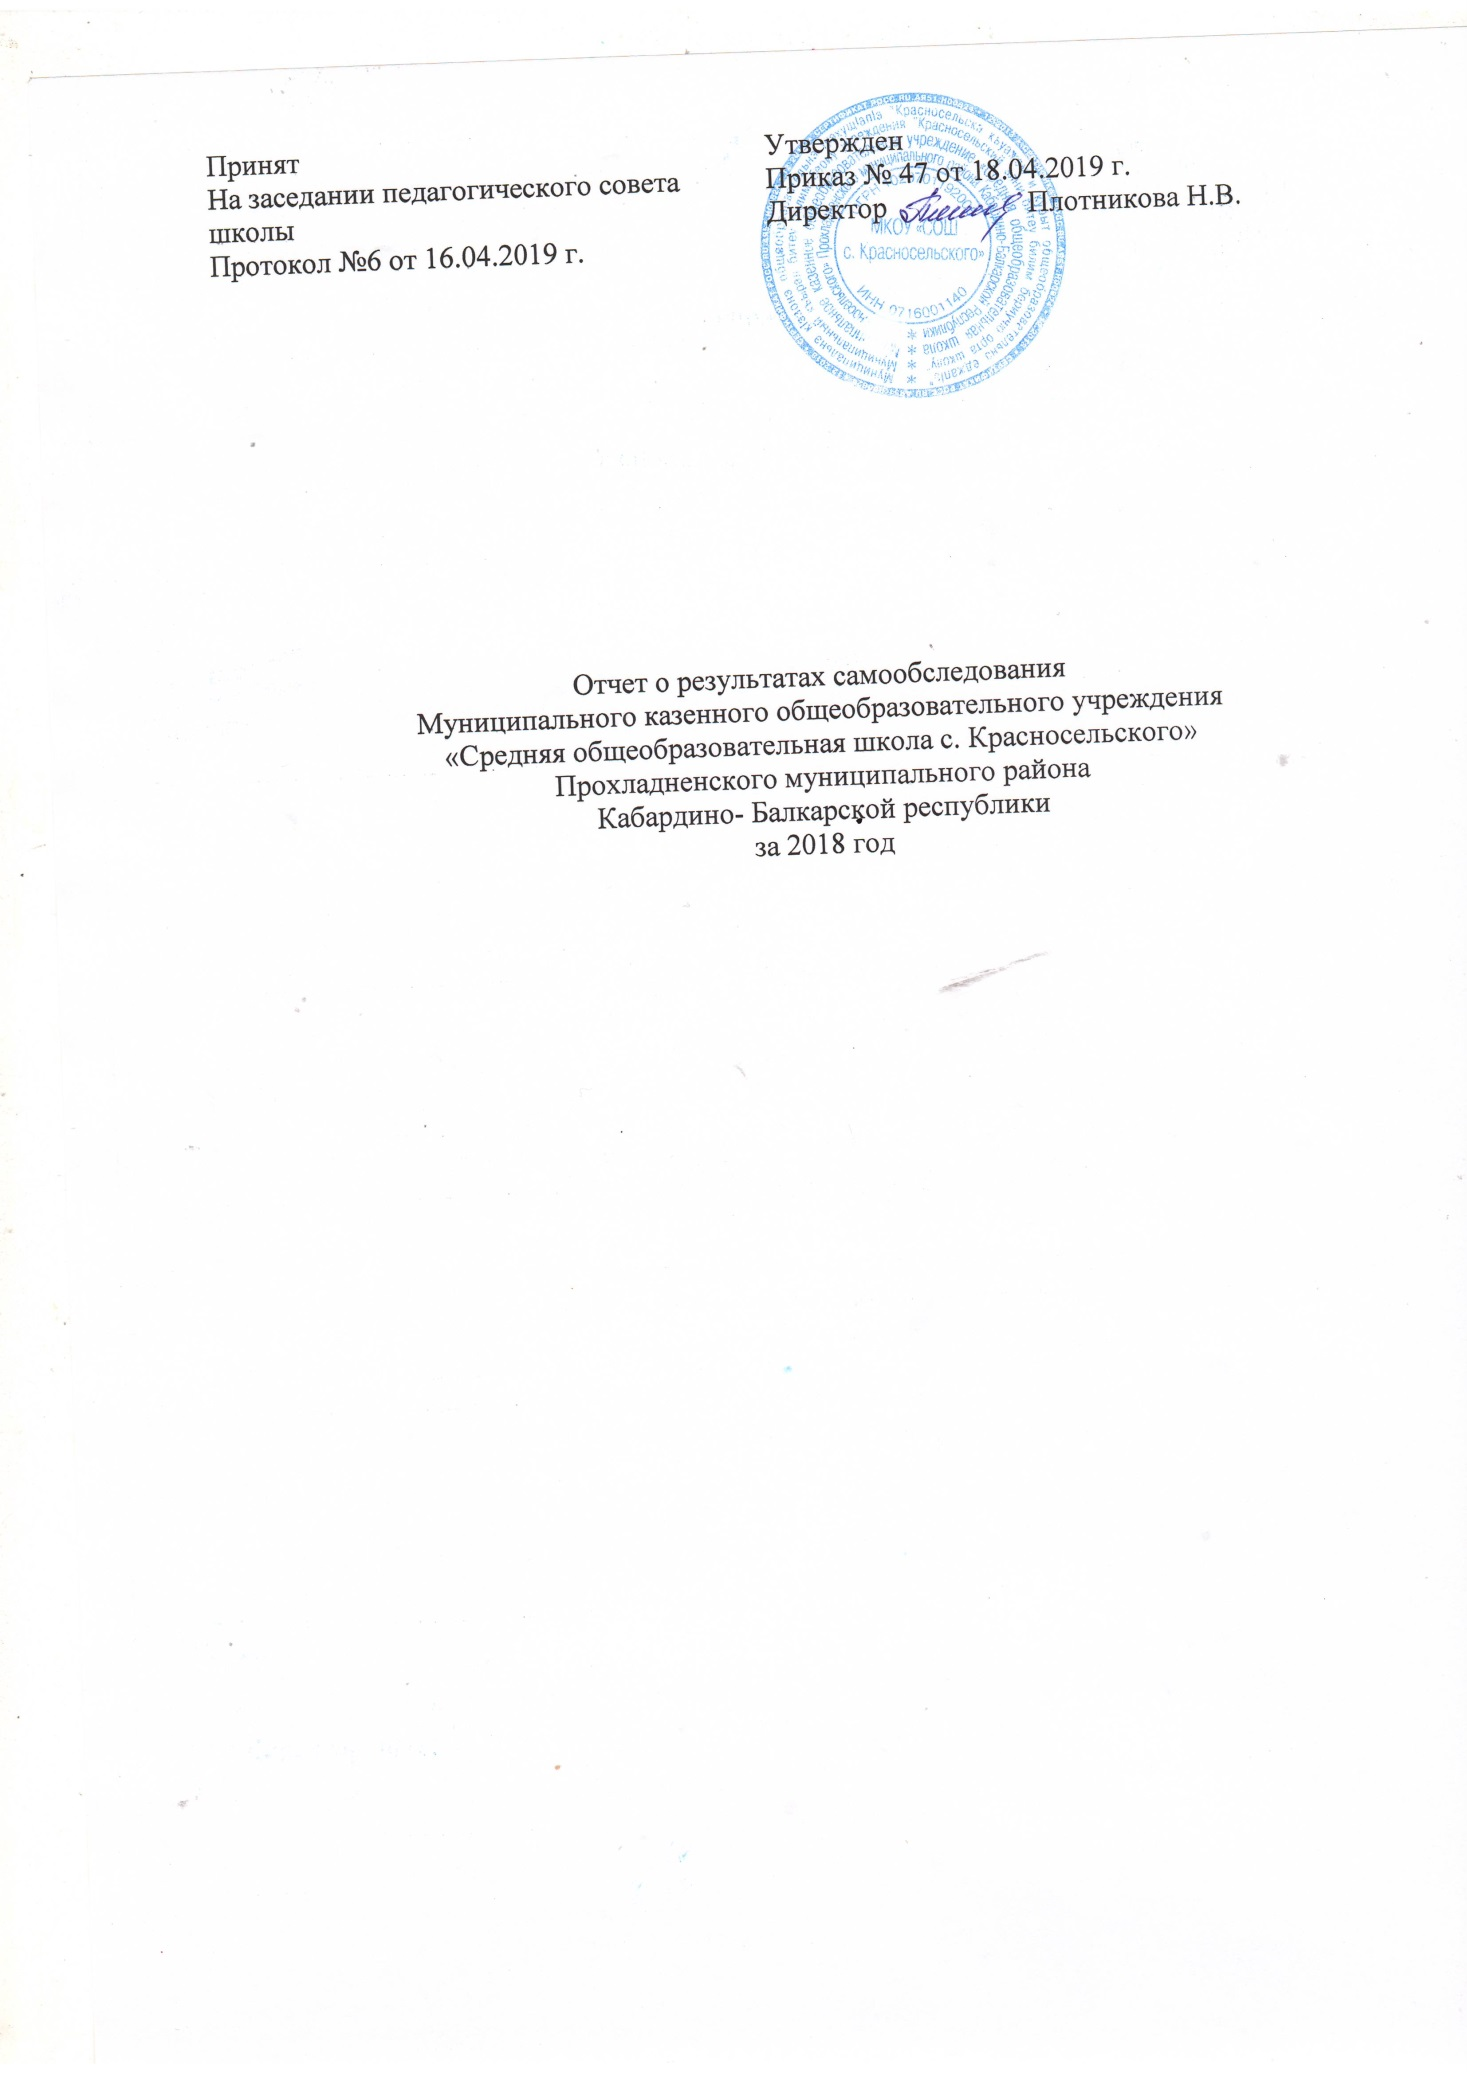 Принят
На заседании педагогического совета
школы
Протокол №6 от 16.04.2019 г.
Утвержден
Приказ № 47 от 18.04.2019 г.
Директор Плотникова Н.В.
МКОУ «СОШ
с. Красносельского»
ИНН 0716001140
Отчет о результатах самообследования
Муниципального казенного общеобразовательного учреждения
«Средняя общеобразовательная школа с. Красносельского»
Прохладненского муниципального района
Кабардино- Балкарской республики
за 2018 год